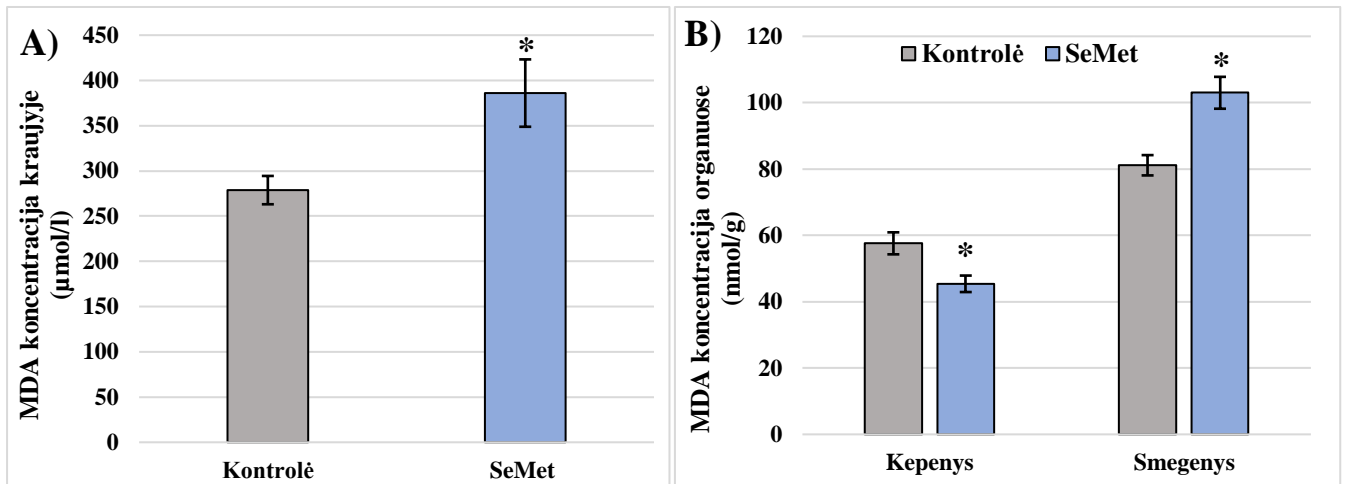 A)
MDA koncentracija kraujyje
(µmol/l)
450
400
350
300
250
200
150
100
50
0
*
Kontrolė
SeMet
B)
Kontrolė
SeMet
MDA koncentracija organuose
(nmol/g)
120
100
80
60
40
20
0
*
*
Kepenys
Smegenys